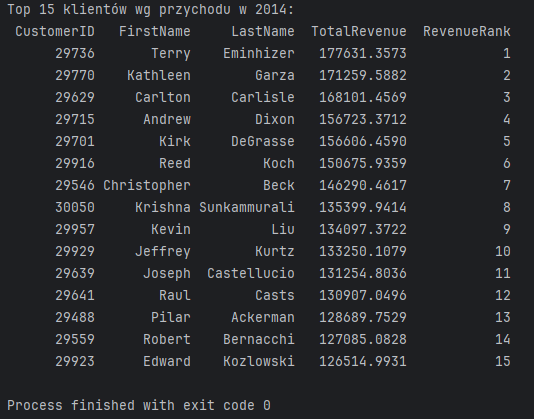 Top 15 klientów wg przychodu w 2014:
CustomerID FirstName LastName TotalRevenue RevenueRank
29736 Terry Eminhizer 177631.3573 1
29770 Kathleen Garza 171259.5882 2
29629 Carlton Carlisle 168101.4569 3
29715 Andrew Dixon 156723.3712 4
29701 Kirk DeGrasse 156606.4590 5
29916 Reed Koch 150675.9359 6
29546 Christopher Beck 146290.4617 7
30050 Krishna Sunkammurali 135399.9414 8
29957 Kevin Liu 134097.3722 9
29929 Jeffrey Kurtz 133250.1079 10
29639 Joseph Castellucio 131254.8036 11
29641 Raul Casts 130907.0496 12
29488 Pilar Ackerman 128689.7529 13
29559 Robert Bernacchi 127085.0828 14
29923 Edward Kozlowski 126514.9931 15
Process finished with exit code 0